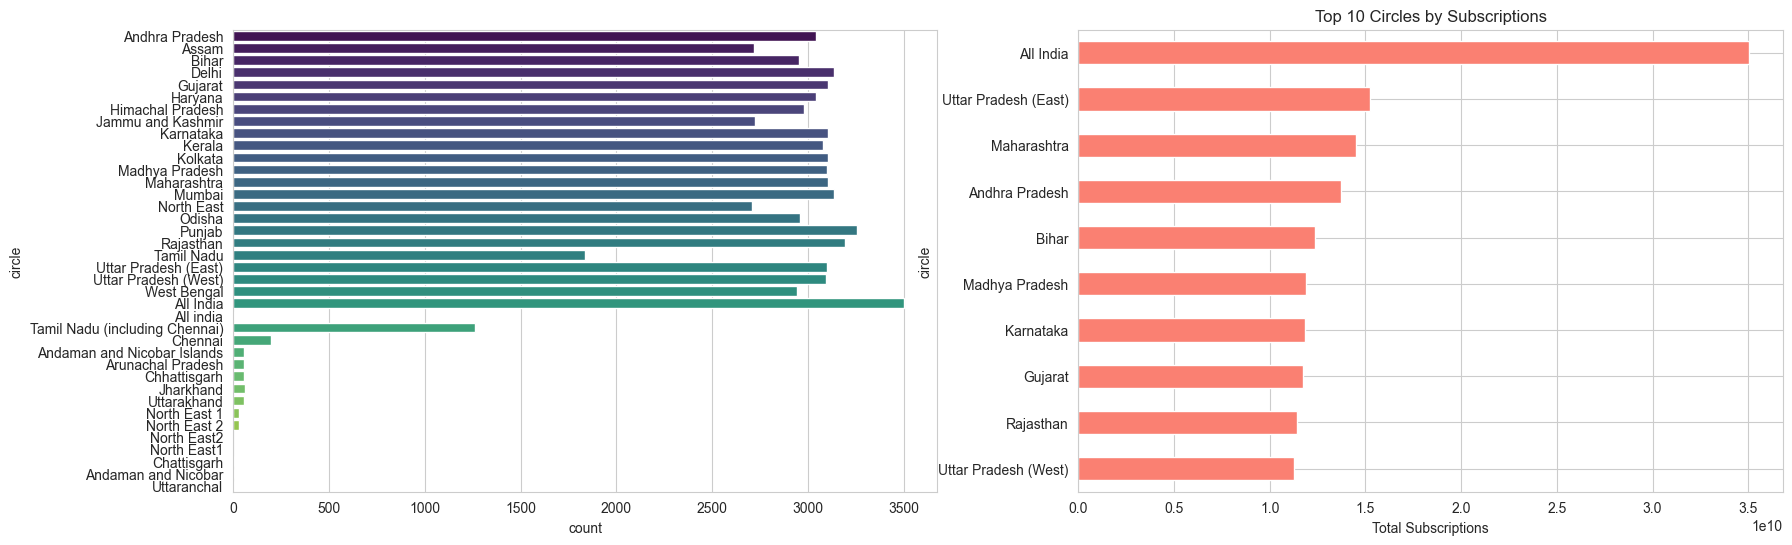 Andhra Pradesh
Assam
Bihar
Delhi
Gujarat
Haryana
Himachal Pradesh
Jammu and Kashmir
Karnataka
Kerala
Kolkata
Madhya Pradesh
Maharashtra
Mumbai
North East
Odisha
Punjab
Rajasthan
Tamil Nadu
Uttar Pradesh (East)
Uttar Pradesh (West)
West Bengal
All India
All india
Tamil Nadu (including Chennai)
Chennai
Andaman and Nicobar Islands
Arunachal Pradesh
Chhattisgarh
Jharkhand
Uttarakhand
North East 1
North East 2
North East2
North East1
Chattisgarh
Andaman and Nicobar
Uttaranchal
circle
0 500 1000 1500 2000 2500 3000 3500
count
Top 10 Circles by Subscriptions
All India
Uttar Pradesh (East)
Maharashtra
Andhra Pradesh
Bihar
Madhya Pradesh
Karnataka
Gujarat
Rajasthan
Uttar Pradesh (West)
circle
0.0 0.5 1.0 1.5 2.0 2.5 3.0 3.5
1e10
Total Subscriptions